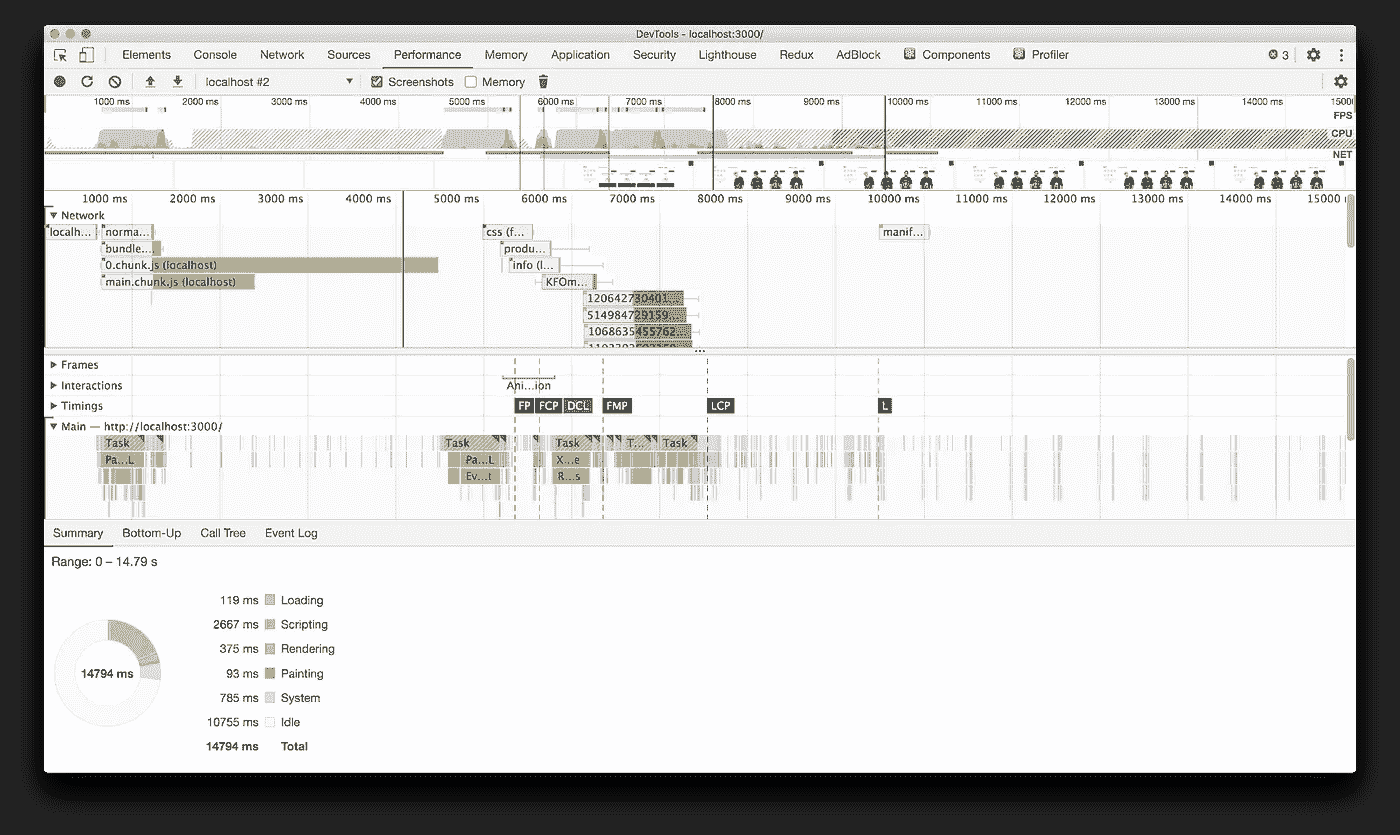 DevTools - localhost:3000/
Elements Console Network Sources Performance Memory Application Security Lighthouse Redux AdBlock Components Profiler 3
localhost #2 Screenshots Memory
1000 ms 2000 ms 3000 ms 4000 ms 5000 ms 6000 ms 7000 ms 8000 ms 9000 ms 10000 ms 11000 ms 12000 ms 13000 ms 14000 ms 1500
FPS
CPU
NET
1000 ms 2000 ms 3000 ms 4000 ms 5000 ms 6000 ms 7000 ms 8000 ms 9000 ms 10000 ms 11000 ms 12000 ms 13000 ms 14000 ms 15000
Network
localh... norma... css (f... manif...
bundle... produ...
0.chunk.js (localhost) info (l...
main.chunk.js (localhost) KFOm...
120642730401...
514984729159...
1068635455762...
Frames
Interactions Ani...ion
Timings FP FCP DCL FMP LCP L
Main — http://localhost:3000/
Task Task Task T... Task
Pa...L Pa...L X...e
Ev...t R...s
Summary Bottom-Up Call Tree Event Log
Range: 0 – 14.79 s
119 ms Loading
2667 ms Scripting
375 ms Rendering
14794 ms 93 ms Painting
785 ms System
10755 ms Idle
14794 ms Total